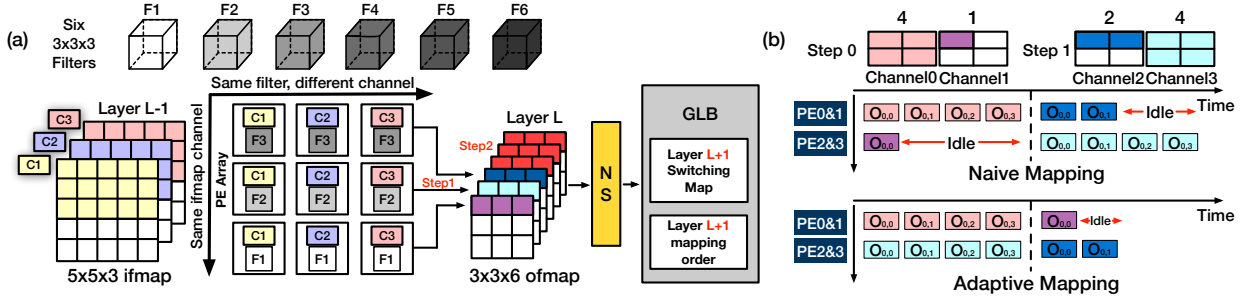 (a)
Six
3x3x3
Filters
F1
F2
F3
F4
F5
F6
Same filter, different channel
Same ifmap channel
PE Array
Layer L-1
C3
C2
C1
5x5x3 ifmap
C1
F3
C2
F3
C3
F3
C1
F2
C2
F2
C3
F2
C1
F1
C2
F1
C3
F1
Step2
Step1
Layer L
3x3x6 ofmap
N
S
GLB
Layer L+1
Switching
Map
Layer L+1
mapping
order
(b)
4
1
2
4
Step 0
Step 1
Channel0
Channel1
Channel2
Channel3
Time
PE0&1
O0,0
O0,1
O0,2
O0,3
O0,0
O0,1
Idle
PE2&3
O0,0
Idle
O0,0
O0,1
O0,2
O0,3
Naive Mapping
Time
PE0&1
O0,0
O0,1
O0,2
O0,3
O0,0
Idle
PE2&3
O0,0
O0,1
O0,2
O0,3
O0,0
O0,1
Adaptive Mapping